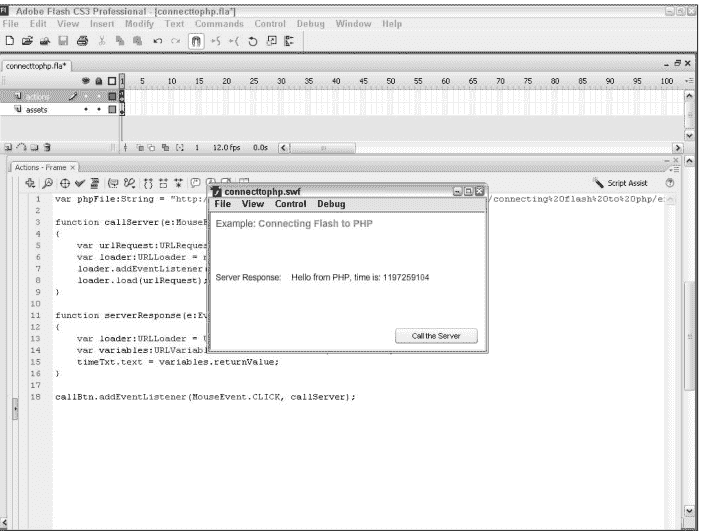 Adobe Flash CS3 Professional - [connecttophp.fla*]
File Edit View Insert Modify Text Commands Control Debug Window Help
connecttophp.fla*
1 5 10 15 20 25 30 35 40 45 50 55 60 65 70 75 80 85 90 95 100
actions
assets
1 12.0 fps 0.0s
Actions - Frame ×
Script Assist
connecttophp.swf
File View Control Debug
Example: Connecting Flash to PHP
Server Response: Hello from PHP, time is: 1197259104
Call the Server
1 var phpFile:String = "http:/ /connecting%20flash%20to%20php/e
2
3 function callServer(e:MouseE
4 {
5 var urlRequest:URLReques
6 var loader:URLLoader = n
7 loader.addEventListener(
8 loader.load(urlRequest);
9 }
10
11 function serverResponse(e:Ev
12 {
13 var loader:URLLoader = U
14 var variables:URLVariabl
15 timeTxt.text = variables.returnValue;
16 }
17
18 callBtn.addEventListener(MouseEvent.CLICK, callServer);